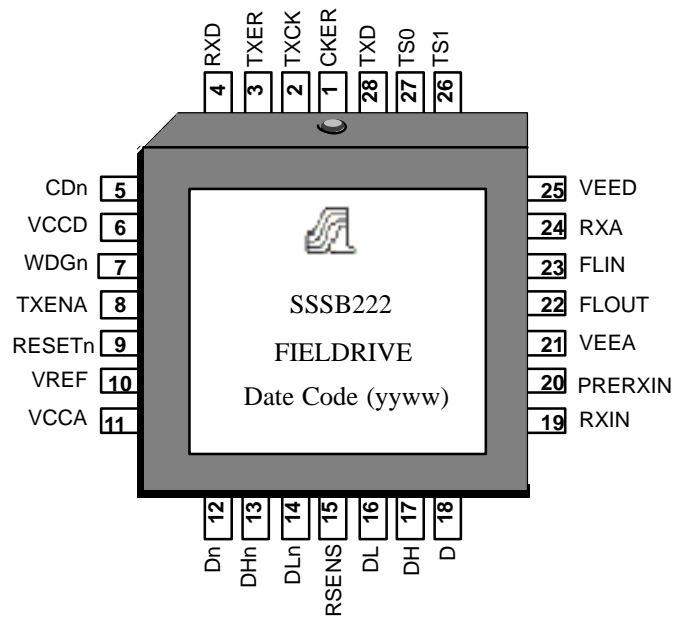 RXD TXER TXCK CKER TXD TS0 TS1
4 3 2 1 28 27 26
CDn 5
VCCD 6
WDGn 7
TXENA 8
RESETn 9
VREF 10
VCCA 11
SSSB222
FIELDRIVE
Date Code (yyww)
25 VEED
24 RXA
23 FLIN
22 FLOUT
21 VEEA
20 PRERXIN
19 RXIN
12 13 14 15 16 17 18
Dn DHn DLn RSENS DL DH D